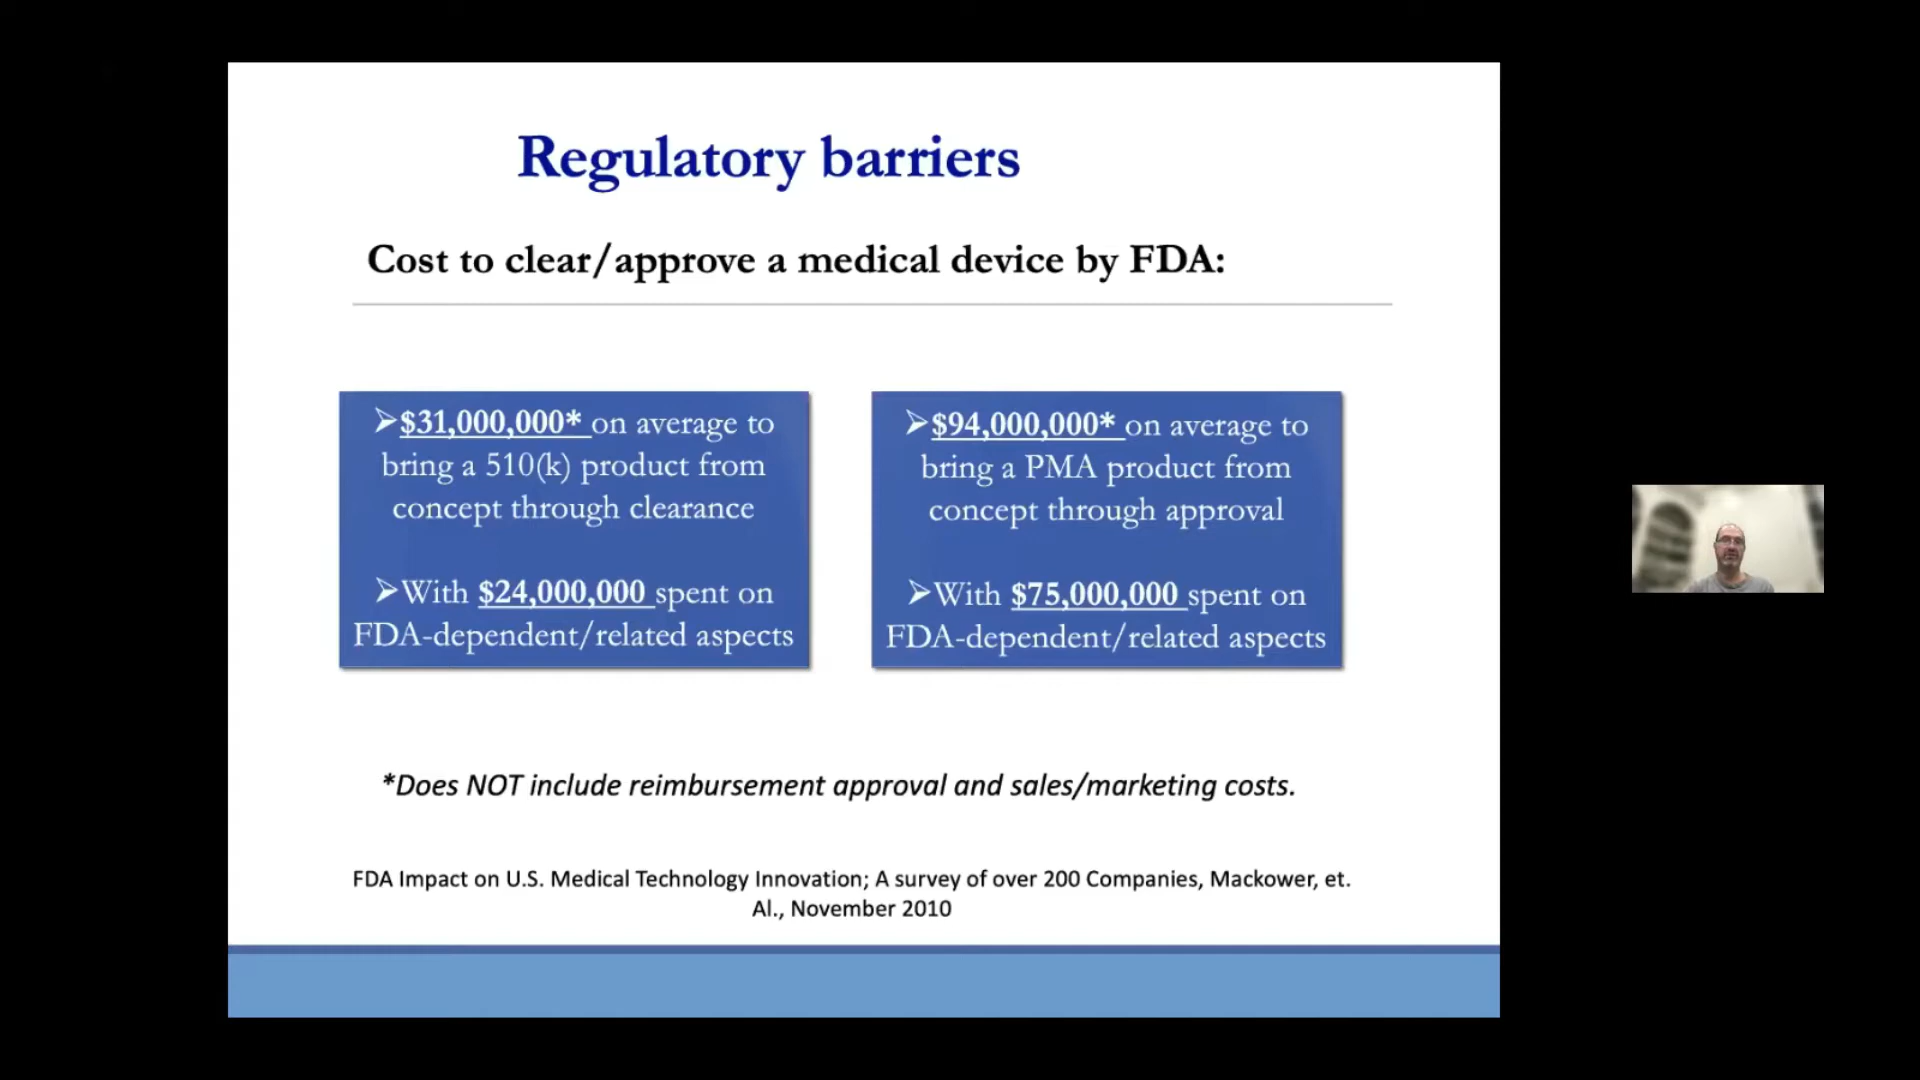 Regulatory barriers
Cost to clear/approve a medical device by FDA:
➢$31,000,000* on average to
bring a 510(k) product from
concept through clearance
➢With $24,000,000 spent on
FDA-dependent/related aspects
➢$94,000,000* on average to
bring a PMA product from
concept through approval
➢With $75,000,000 spent on
FDA-dependent/related aspects
*Does NOT include reimbursement approval and sales/marketing costs.
FDA Impact on U.S. Medical Technology Innovation; A survey of over 200 Companies, Mackower, et.
Al., November 2010